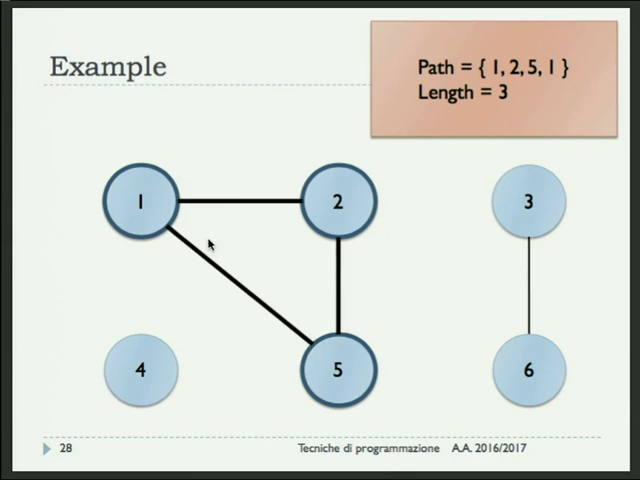 Example
Path = { 1, 2, 5, 1 }
Length = 3
1
2
3
4
5
6
28
Tecniche di programmazione A.A. 2016/2017